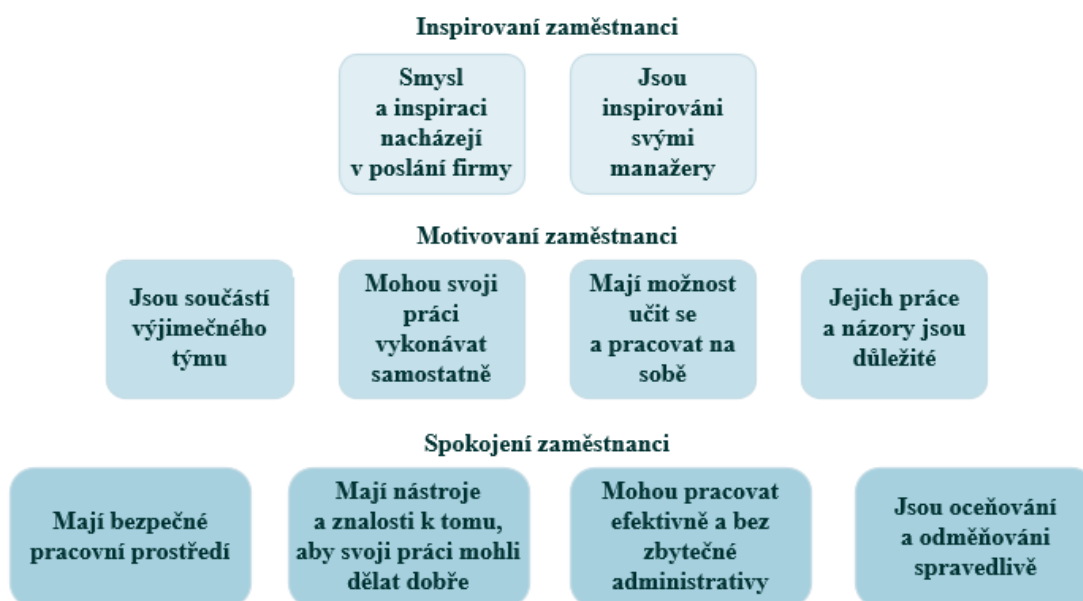 Inspirovaní zaměstnanci
Smysl
a inspiraci
nacházejí
v poslání firmy
Jsou
inspirováni
svými
manažery
Motivovaní zaměstnanci
Jsou součástí
výjimečného
týmu
Mohou svoji
práci
vykonávat
samostatně
Mají možnost
učit se
a pracovat na
sobě
Jejich práce
a názory jsou
důležité
Spokojení zaměstnanci
Mají bezpečné
pracovní prostředí
Mají nástroje
a znalosti k tomu,
aby svoji práci mohli
dělat dobře
Mohou pracovat
efektivně a bez
zbytečné
administrativy
Jsou oceňování
a odměňováni
spravedlivě